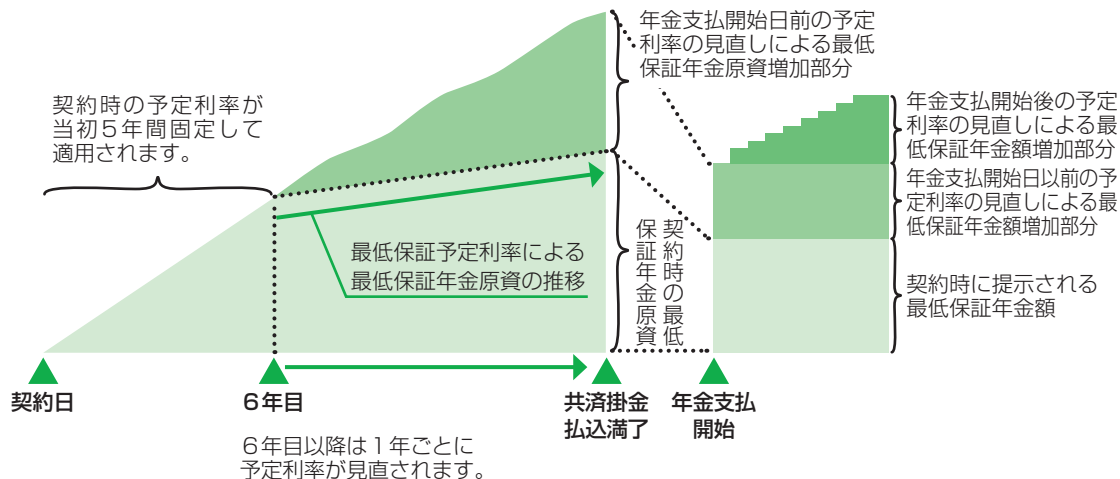 契約時の予定利率が
当初5年間固定して
適用されます。
年金支払開始日前の予定
利率の見直しによる最低
保証年金原資増加部分
年金支払開始後の予定
利率の見直しによる最
低保証年金額増加部分
年金支払開始日以前の予
定利率の見直しによる最
低保証年金額増加部分
最低保証予定利率による
最低保証年金原資の推移
契約時の最低
保証年金原資
契約時に提示される
最低保証年金額
契約日
6年目
共済掛金
払込満了
年金支払
開始
6年目以降は1年ごとに
予定利率が見直されます。